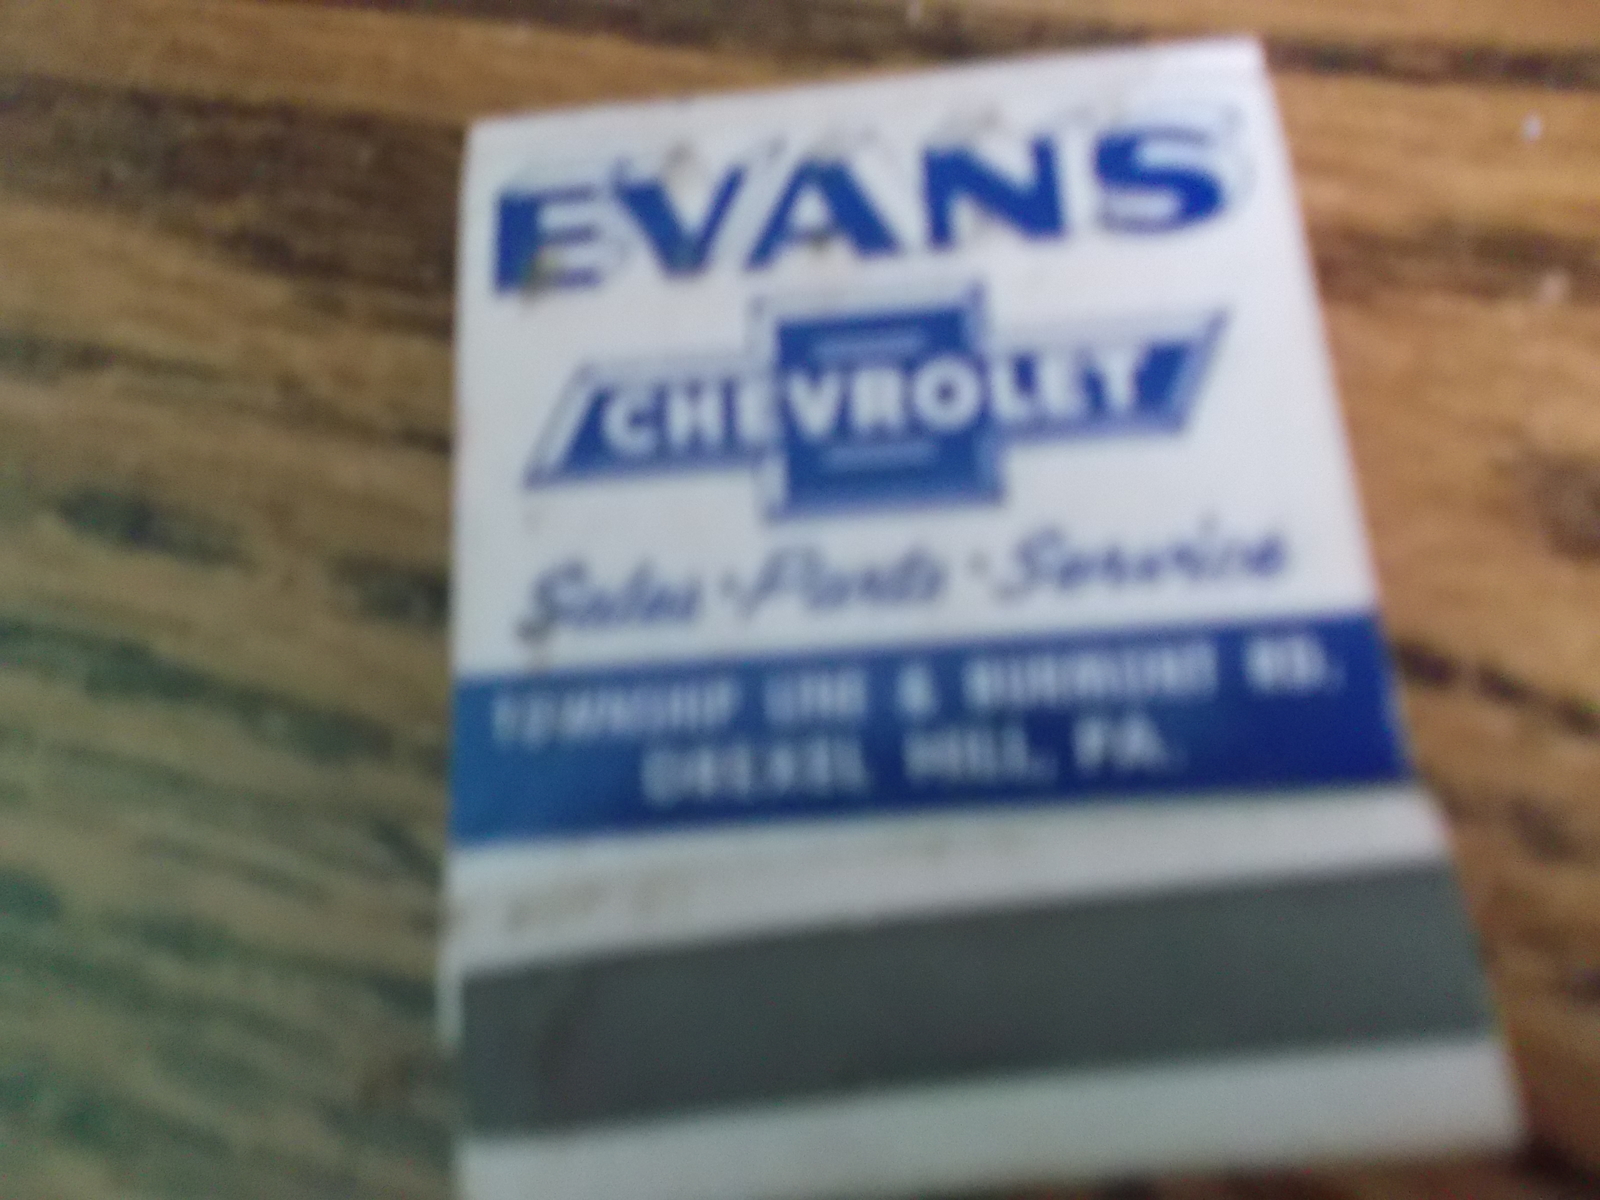 EVANS
CHEVROLET
Sales · Parts · Service
TOWNSHIP LINE & BURMONT RD.
DREXEL HILL, PA.